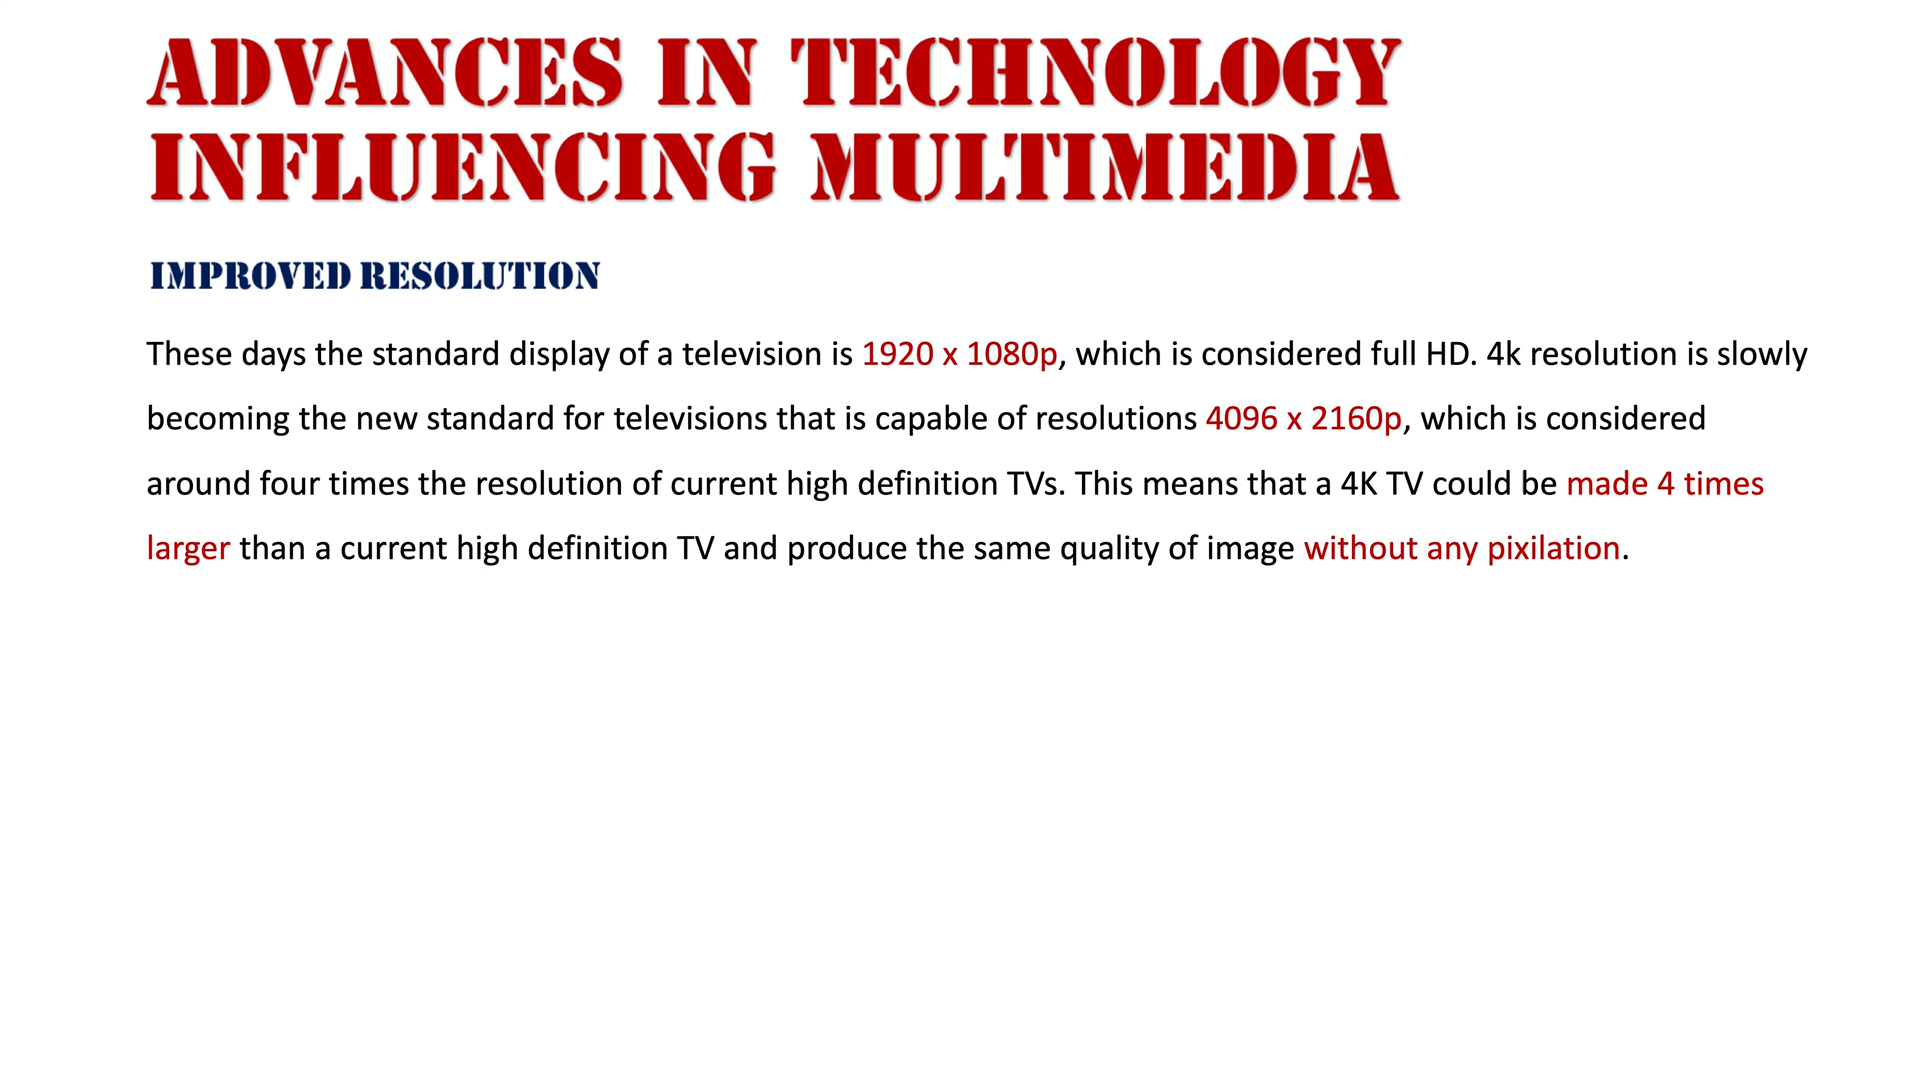 ADVANCES IN TECHNOLOGY
INFLUENCING MULTIMEDIA
IMPROVED RESOLUTION
These days the standard display of a television is 1920 x 1080p, which is considered full HD. 4k resolution is slowly
becoming the new standard for televisions that is capable of resolutions 4096 x 2160p, which is considered
around four times the resolution of current high definition TVs. This means that a 4K TV could be made 4 times
larger than a current high definition TV and produce the same quality of image without any pixilation.